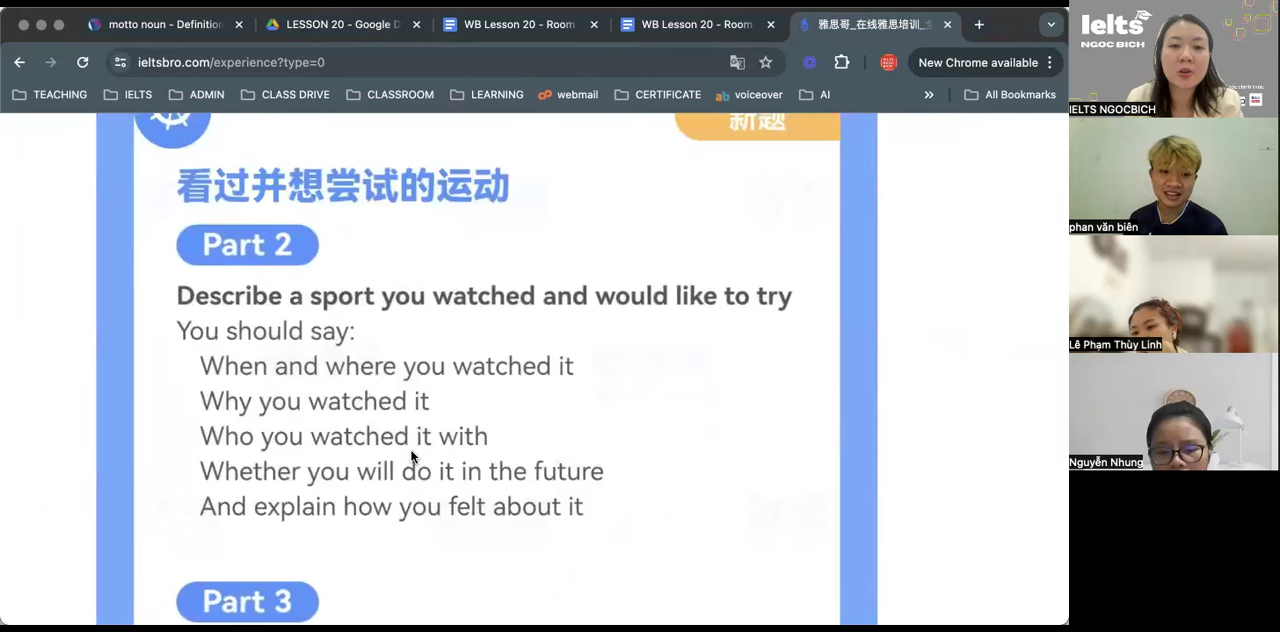 motto noun - Definition
LESSON 20 - Google D
WB Lesson 20 - Room
WB Lesson 20 - Room
雅思哥_在线雅思培训_
ieltsbro.com/experience?type=0
New Chrome available
TEACHING
IELTS
ADMIN
CLASS DRIVE
CLASSROOM
LEARNING
webmail
CERTIFICATE
voiceover
AI
»
All Bookmarks
新题
看过并想尝试的运动
Part 2
Describe a sport you watched and would like to try
You should say:
When and where you watched it
Why you watched it
Who you watched it with
Whether you will do it in the future
And explain how you felt about it
Part 3
Ielts
NGOC BICH
IELTS NGOCBICH
phan văn biên
Lê Phạm Thùy Linh
Nguyễn Nhung